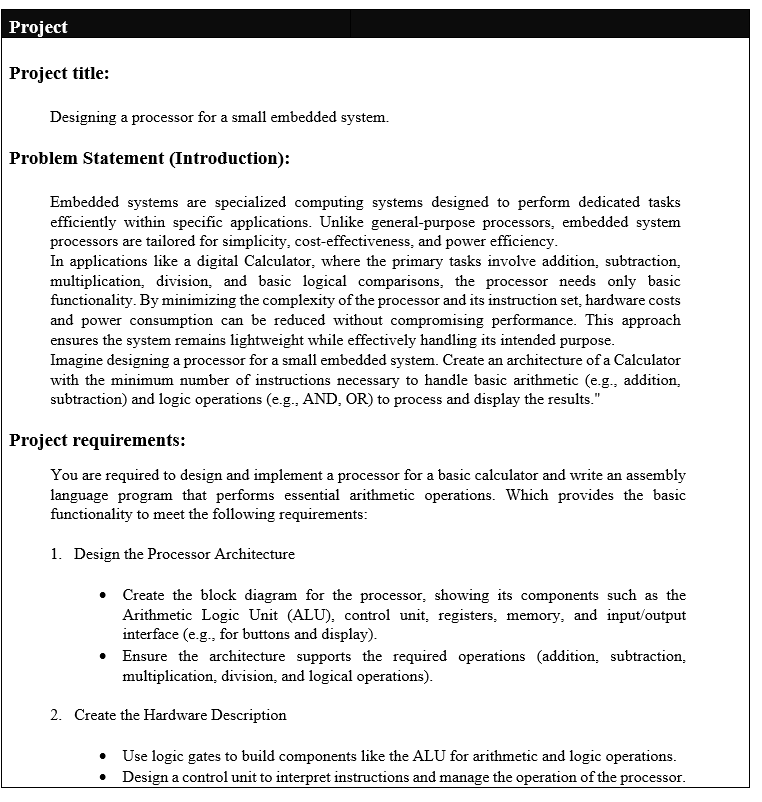 Project
Project title:
Designing a processor for a small embedded system.
Problem Statement (Introduction):
Embedded systems are specialized computing systems designed to perform dedicated tasks
efficiently within specific applications. Unlike general-purpose processors, embedded system
processors are tailored for simplicity, cost-effectiveness, and power efficiency.
In applications like a digital Calculator, where the primary tasks involve addition, subtraction,
multiplication, division, and basic logical comparisons, the processor needs only basic
functionality. By minimizing the complexity of the processor and its instruction set, hardware costs
and power consumption can be reduced without compromising performance. This approach
ensures the system remains lightweight while effectively handling its intended purpose.
Imagine designing a processor for a small embedded system. Create an architecture of a Calculator
with the minimum number of instructions necessary to handle basic arithmetic (e.g., addition,
subtraction) and logic operations (e.g., AND, OR) to process and display the results."
Project requirements:
You are required to design and implement a processor for a basic calculator and write an assembly
language program that performs essential arithmetic operations. Which provides the basic
functionality to meet the following requirements:
1. Design the Processor Architecture
• Create the block diagram for the processor, showing its components such as the
Arithmetic Logic Unit (ALU), control unit, registers, memory, and input/output
interface (e.g., for buttons and display).
• Ensure the architecture supports the required operations (addition, subtraction,
multiplication, division, and logical operations).
2. Create the Hardware Description
• Use logic gates to build components like the ALU for arithmetic and logic operations.
• Design a control unit to interpret instructions and manage the operation of the processor.